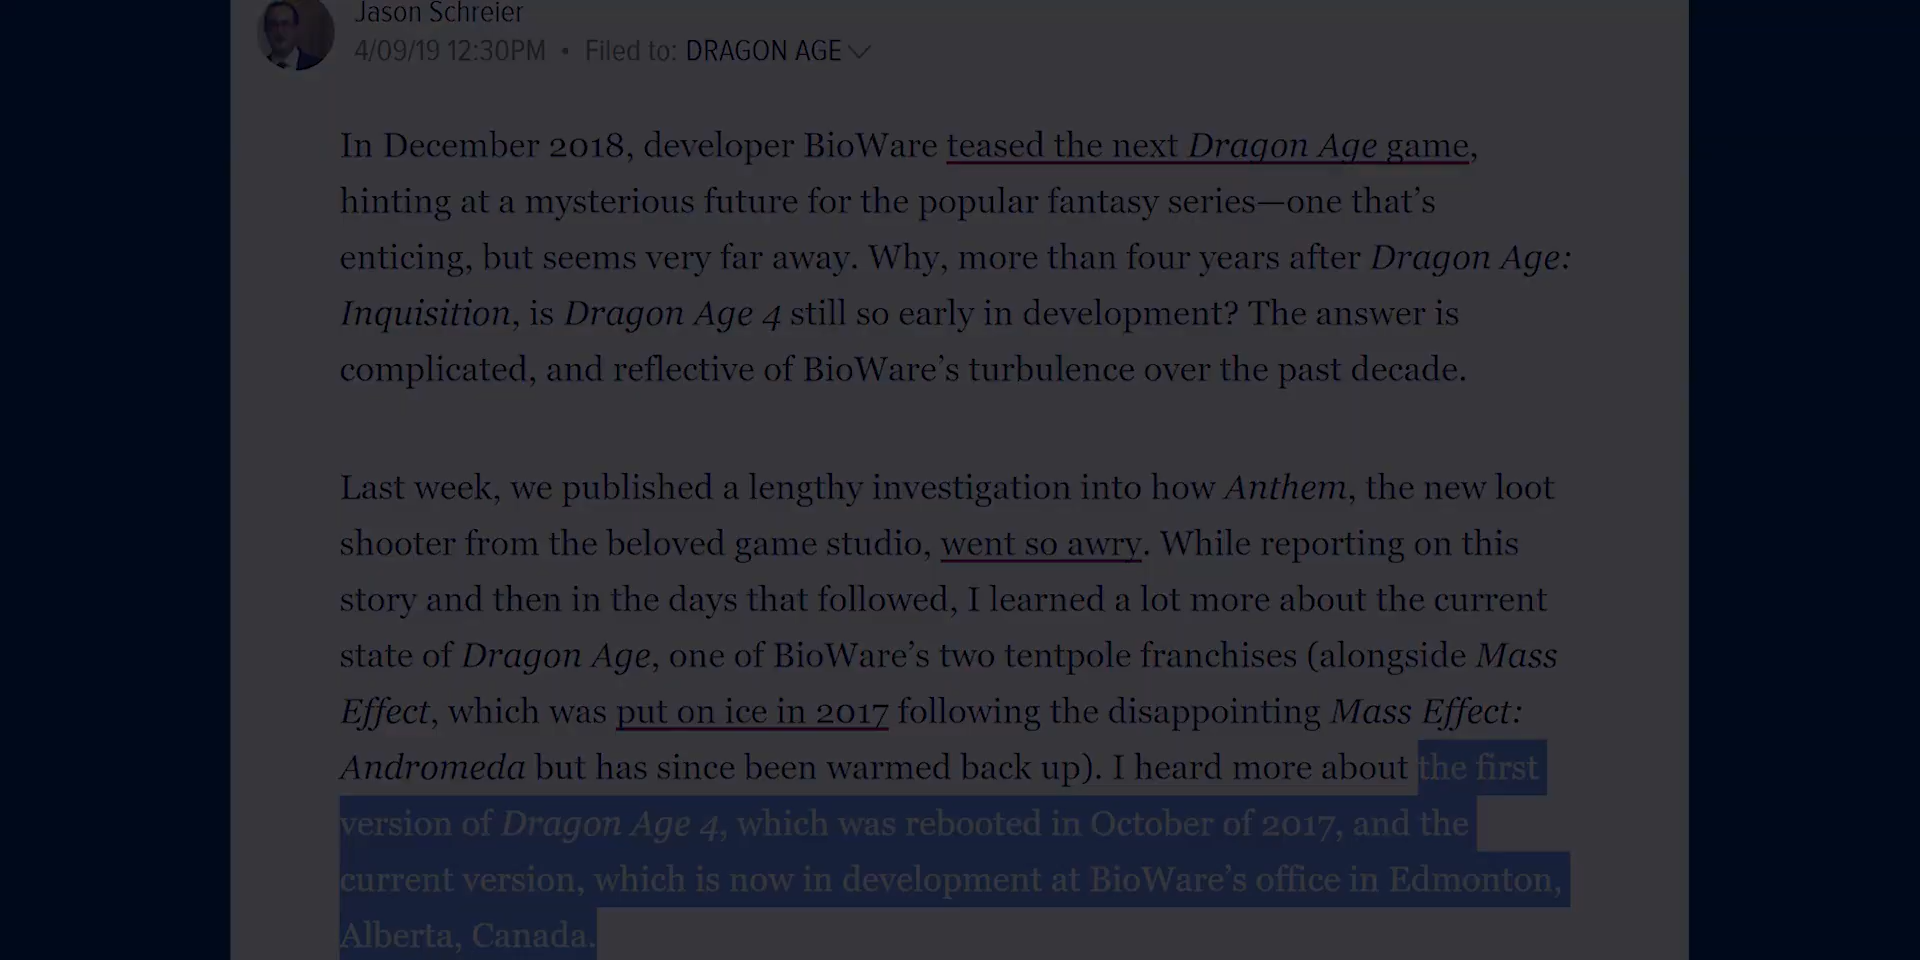 Jason Schreier
4/09/19 12:30PM • Filed to: DRAGON AGE
In December 2018, developer BioWare teased the next Dragon Age game,
hinting at a mysterious future for the popular fantasy series—one that’s
enticing, but seems very far away. Why, more than four years after Dragon Age:
Inquisition, is Dragon Age 4 still so early in development? The answer is
complicated, and reflective of BioWare’s turbulence over the past decade.
Last week, we published a lengthy investigation into how Anthem, the new loot
shooter from the beloved game studio, went so awry. While reporting on this
story and then in the days that followed, I learned a lot more about the current
state of Dragon Age, one of BioWare’s two tentpole franchises (alongside Mass
Effect, which was put on ice in 2017 following the disappointing Mass Effect:
Andromeda but has since been warmed back up). I heard more about the first
version of Dragon Age 4, which was rebooted in October of 2017, and the
current version, which is now in development at BioWare’s office in Edmonton,
Alberta, Canada.